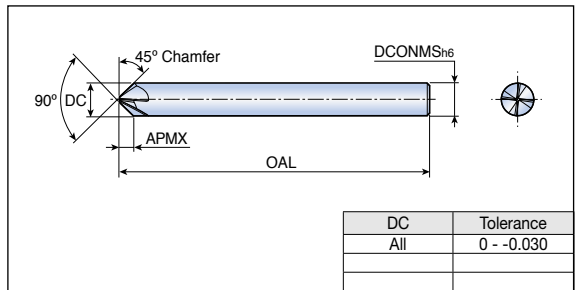 45º Chamfer
DCONMSh6
90º
DC
APMX
OAL
DC Tolerance
All 0 - -0.030